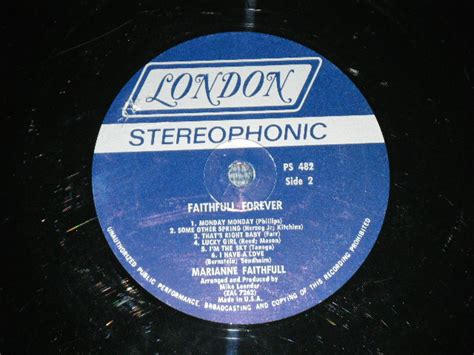 LONDON
STEREOPHONIC
PS 482
Side 2
FAITHFULL FOREVER
1. MONDAY MONDAY (Phillips)
2. SOME OTHER SPRING (Herzog Jr; Kitchins)
3. THAT'S RIGHT BABY (Farr)
4. LUCKY GIRL (Reed; Mason)
5. I'M THE SKY (Tanega)
6. I HAVE A LOVE
(Bernstein; Sondheim)
MARIANNE FAITHFULL
Arranged and Produced by
Mike Leander
(ZAL 7262)
Made in U.S.A.
UNAUTHORIZED PUBLIC PERFORMANCE, BROADCASTING AND COPYING OF THIS RECORDING PROHIBITED